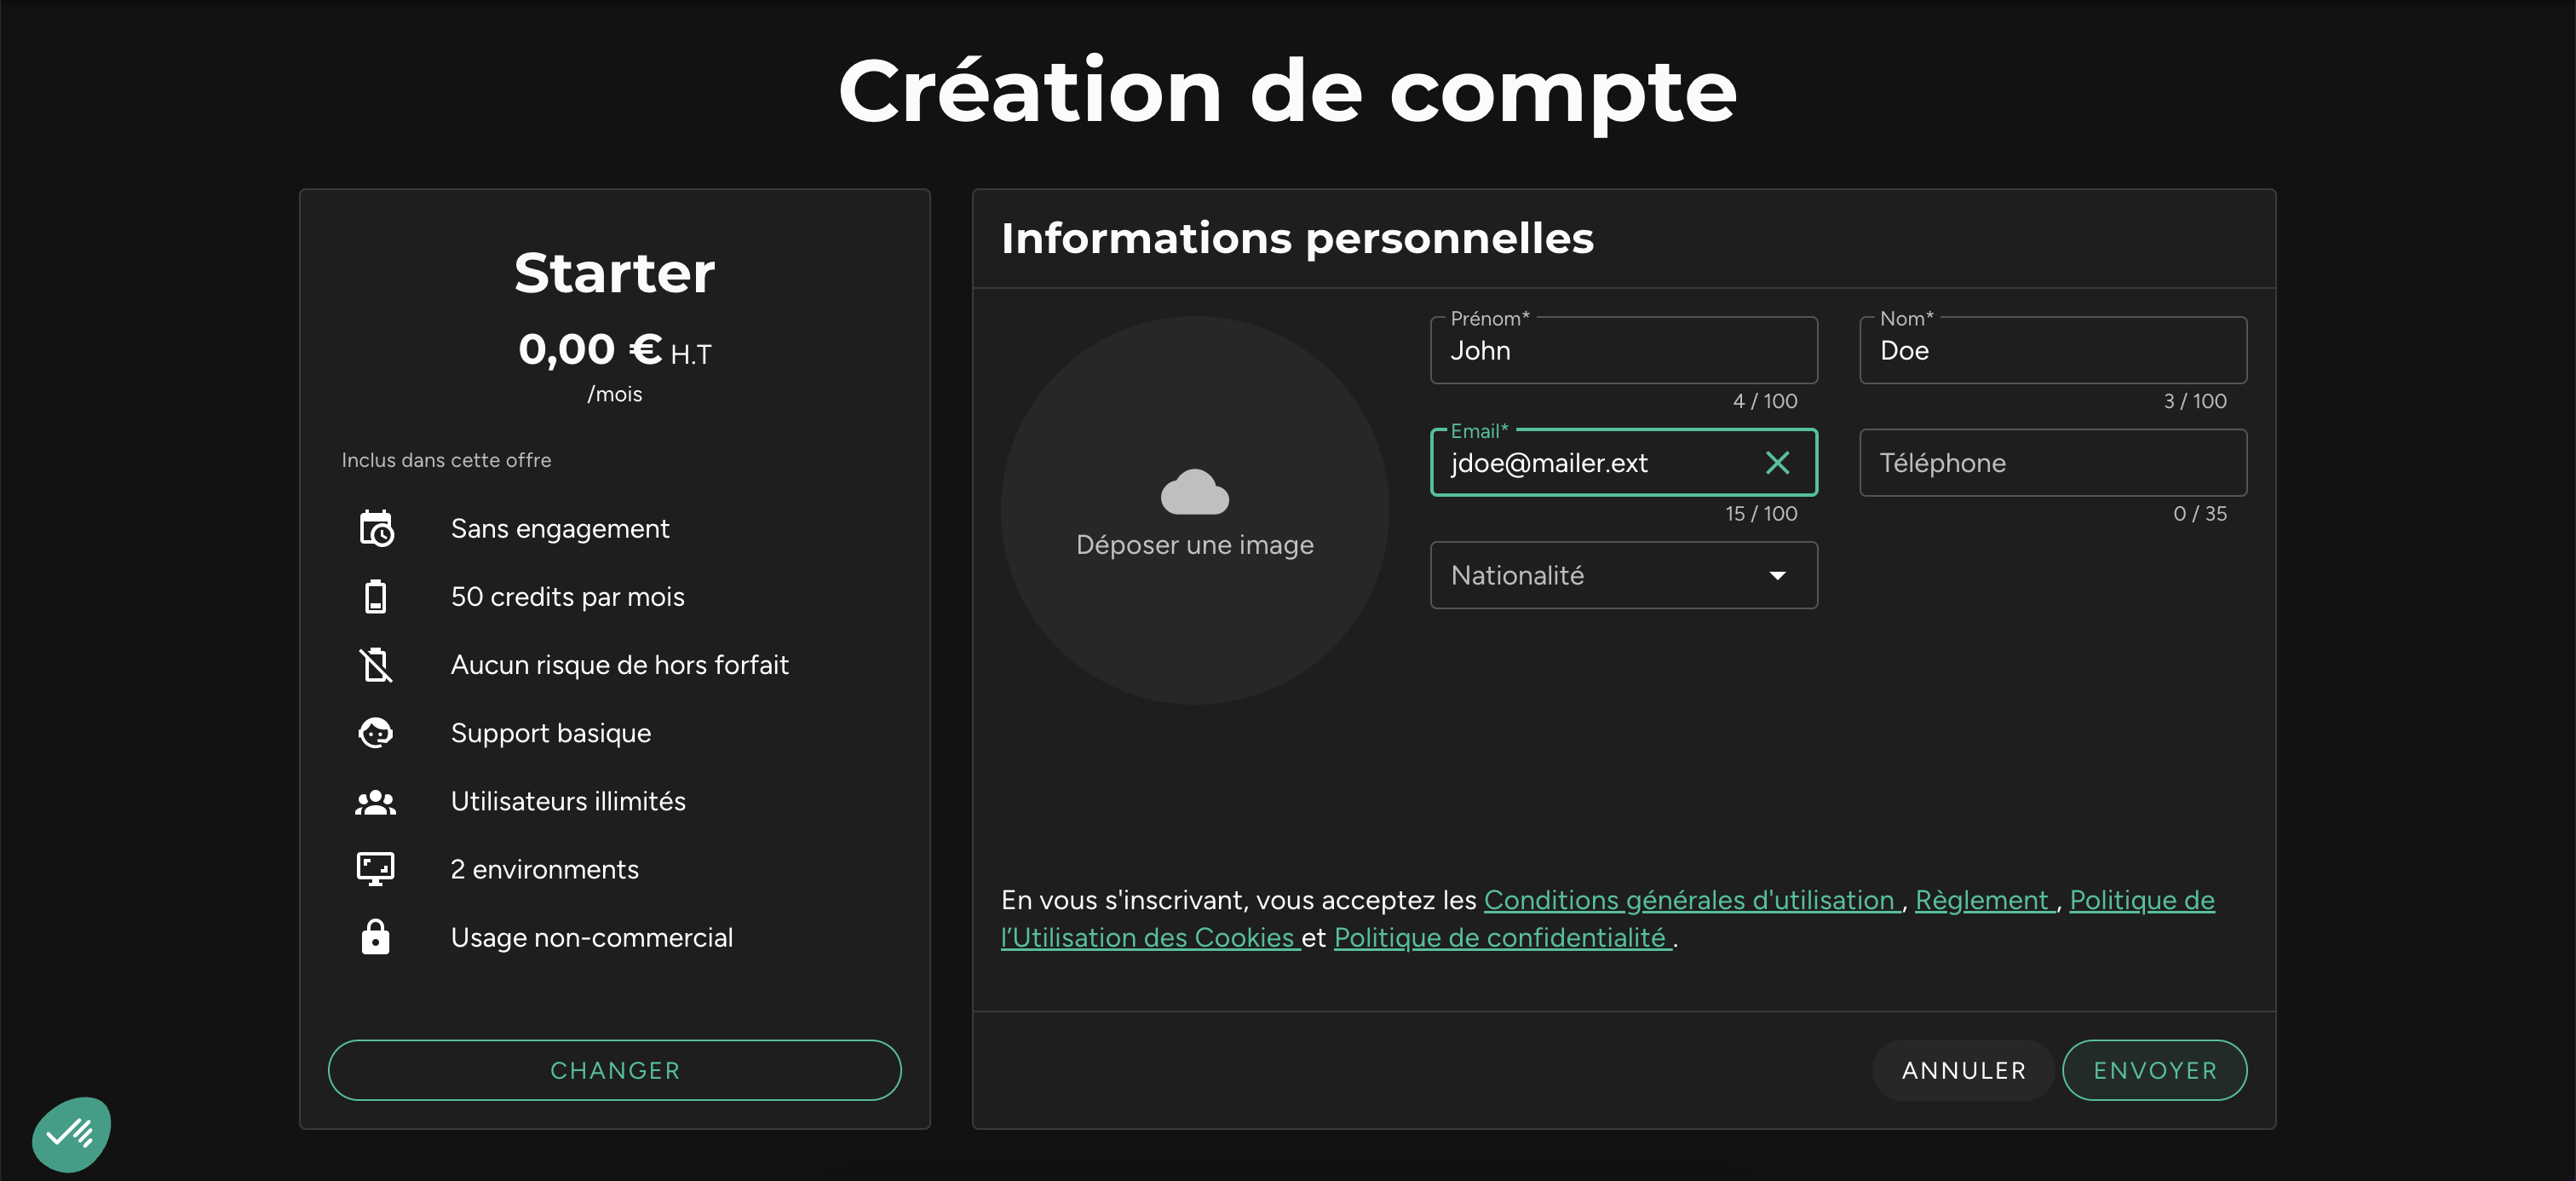 Création de compte
Starter
0,00 € H.T
/mois
Inclus dans cette offre
Sans engagement
50 credits par mois
Aucun risque de hors forfait
Support basique
Utilisateurs illimités
2 environments
Usage non-commercial
CHANGER
Informations personnelles
Déposer une image
Prénom*
John
4 / 100
Nom*
Doe
3 / 100
Email*
jdoe@mailer.ext
15 / 100
Téléphone
0 / 35
Nationalité
En vous s'inscrivant, vous acceptez les Conditions générales d'utilisation , Règlement , Politique de
l’Utilisation des Cookies et Politique de confidentialité .
ANNULER
ENVOYER